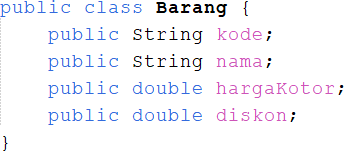 public class Barang {
    public String kode;
    public String nama;
    public double hargaKotor;
    public double diskon;
}